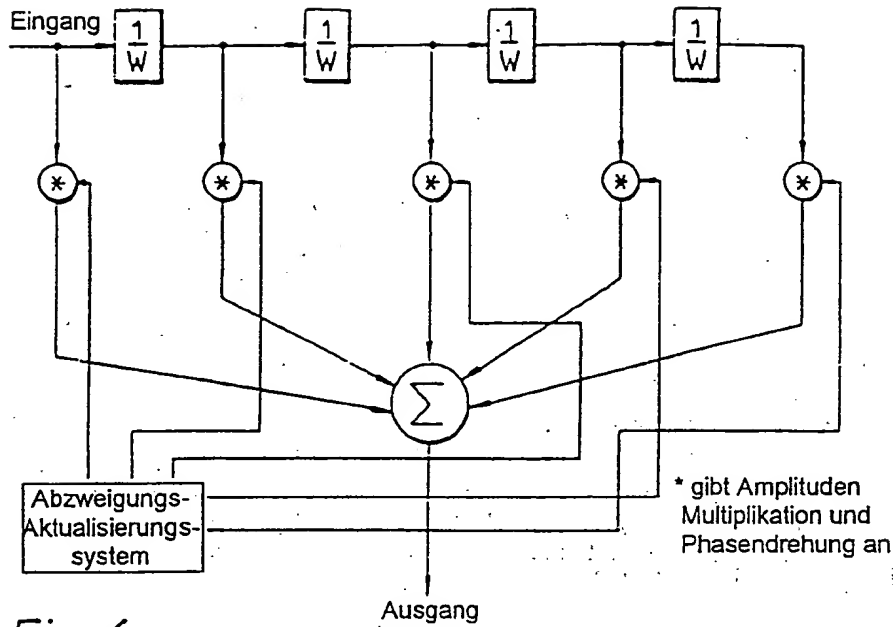 Eingang
1
W
1
W
1
W
1
W
* * * * *
Σ
Abzweigungs-
Aktualisierungs-
system
* gibt Amplituden
Multiplikation und
Phasendrehung an
Ausgang